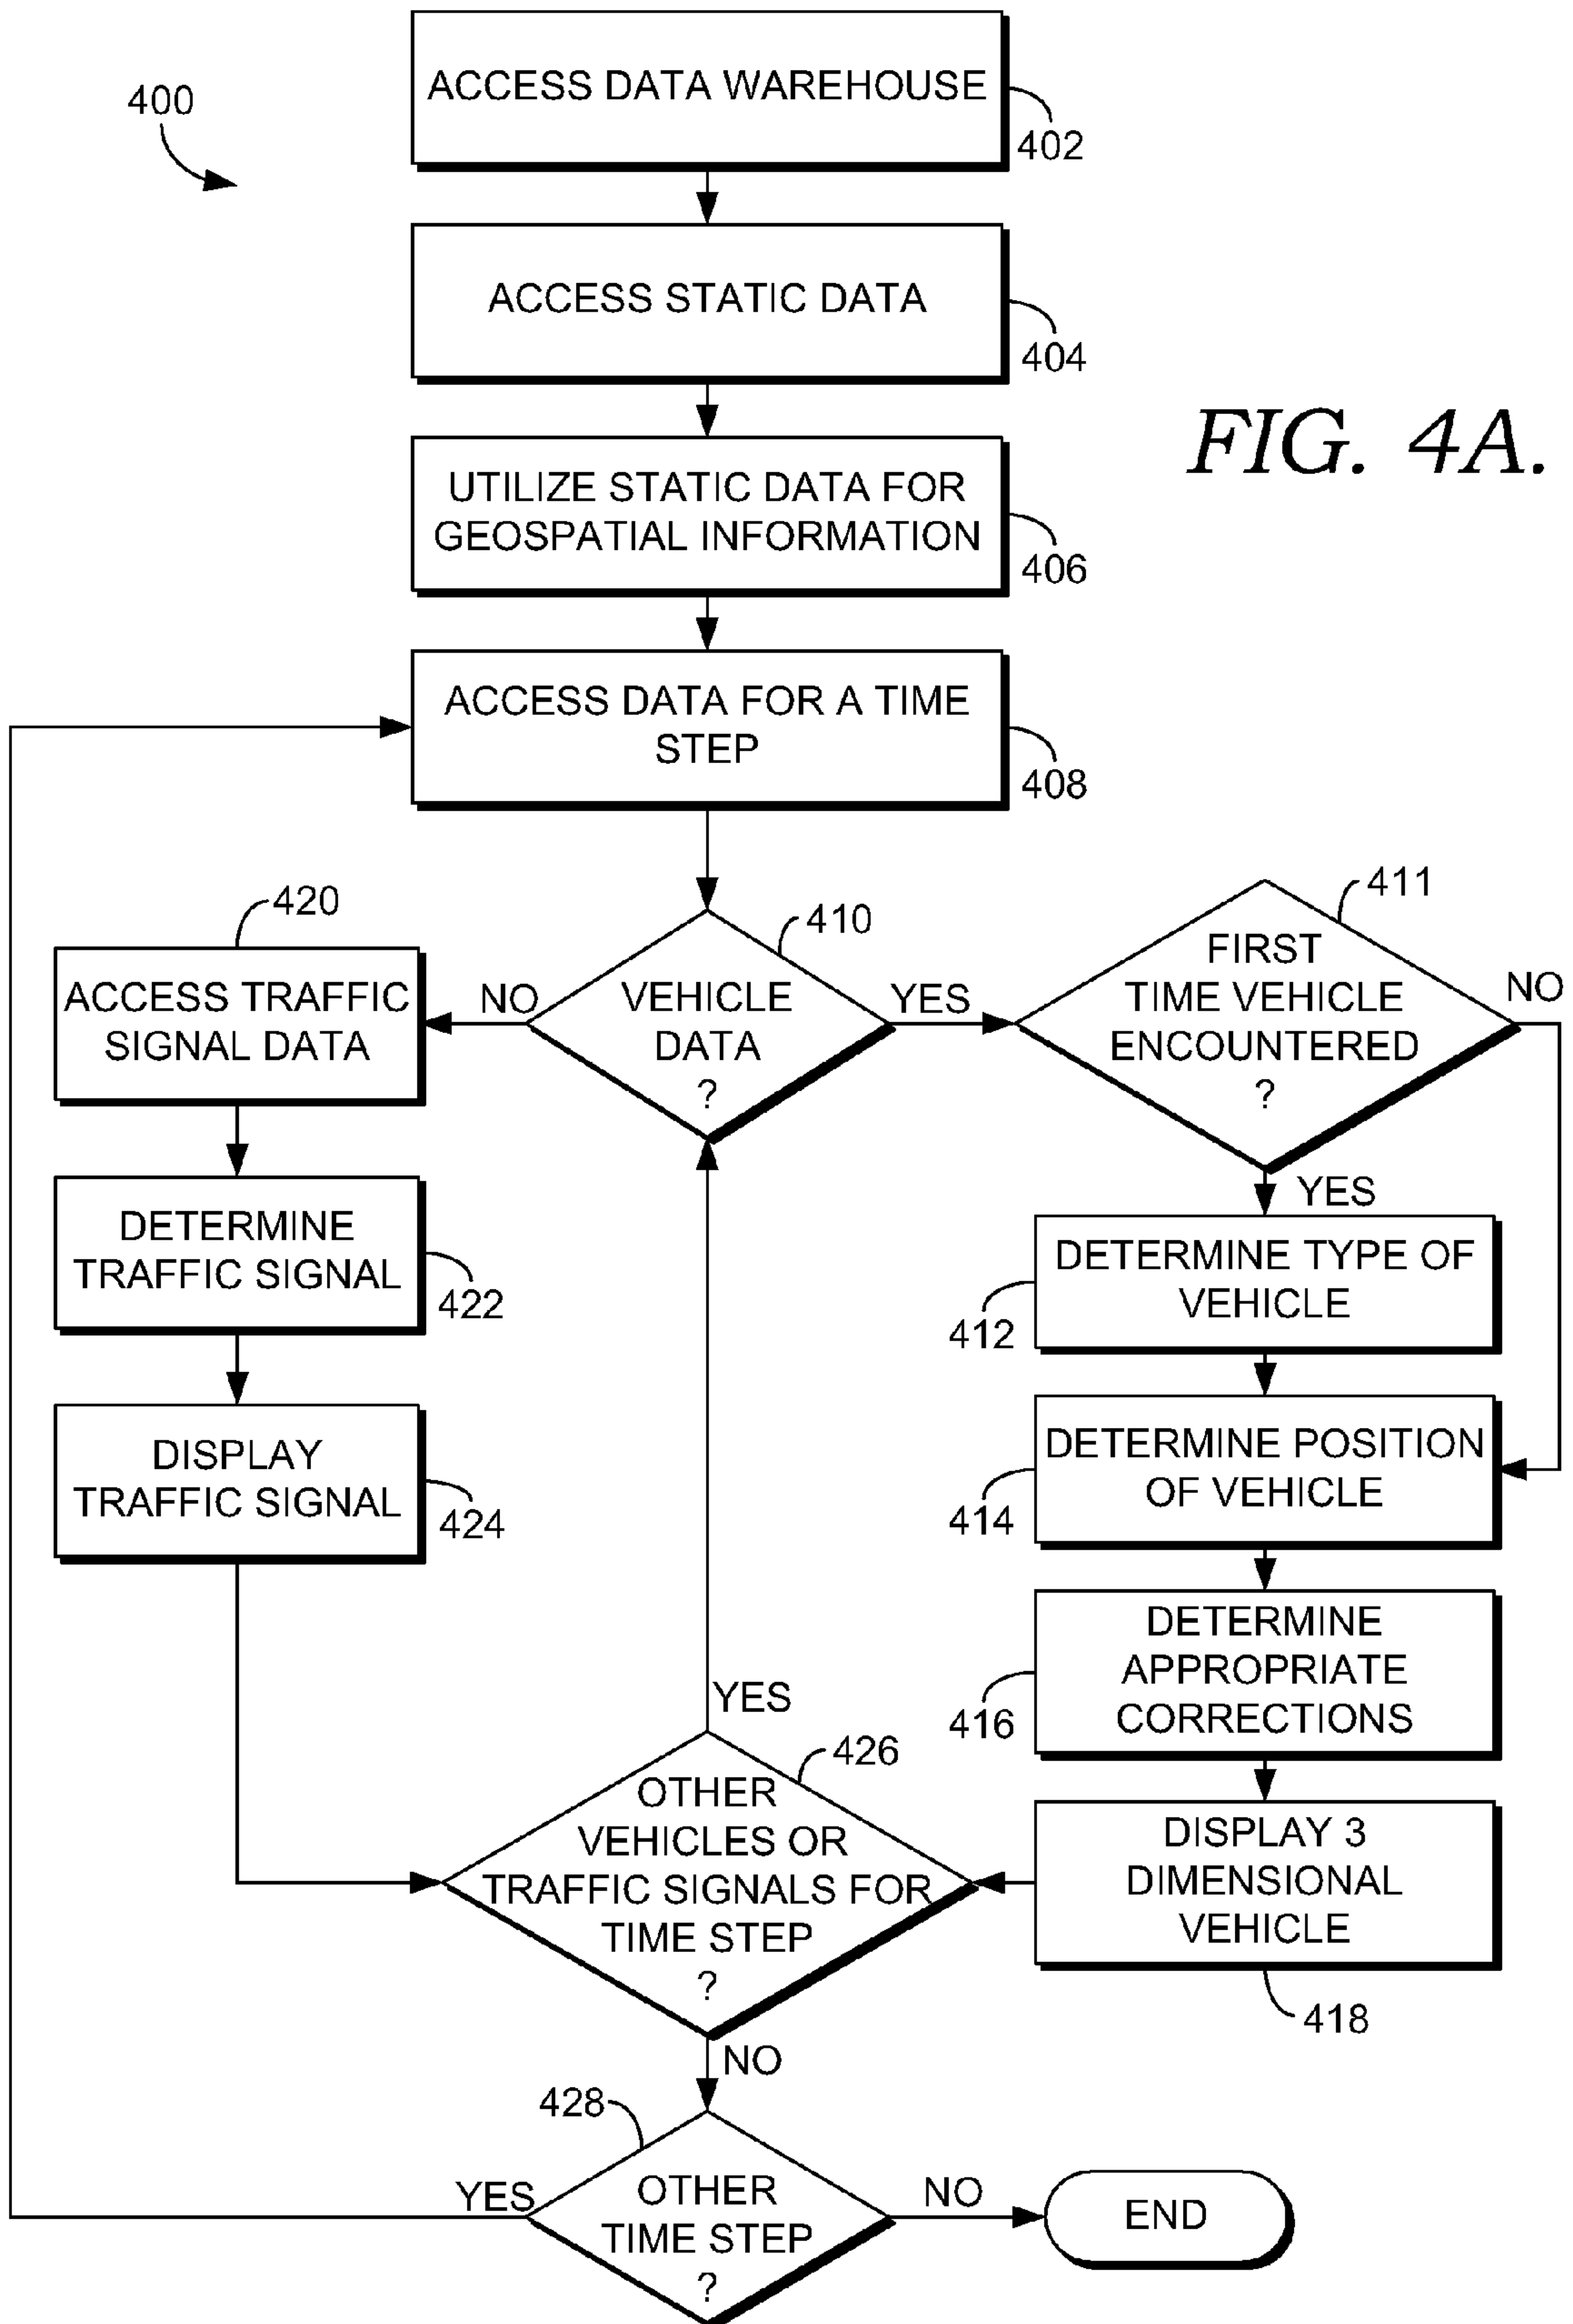 ACCESS DATA WAREHOUSE
400
402
ACCESS STATIC DATA
404
FIG. 4A.
UTILIZE STATIC DATA FOR
GEOSPATIAL INFORMATION
406
ACCESS DATA FOR A TIME
STEP
408
420
410
411
ACCESS TRAFFIC
SIGNAL DATA
NO
VEHICLE
DATA
?
YES
FIRST
TIME VEHICLE
ENCOUNTERED
?
NO
YES
DETERMINE
TRAFFIC SIGNAL
422
DETERMINE TYPE OF
VEHICLE
412
DISPLAY
TRAFFIC SIGNAL
424
DETERMINE POSITION
OF VEHICLE
414
DETERMINE
APPROPRIATE
CORRECTIONS
416
YES
426
OTHER
VEHICLES OR
TRAFFIC SIGNALS FOR
TIME STEP
?
DISPLAY 3
DIMENSIONAL
VEHICLE
418
NO
428
YES
OTHER
TIME STEP
?
NO
END